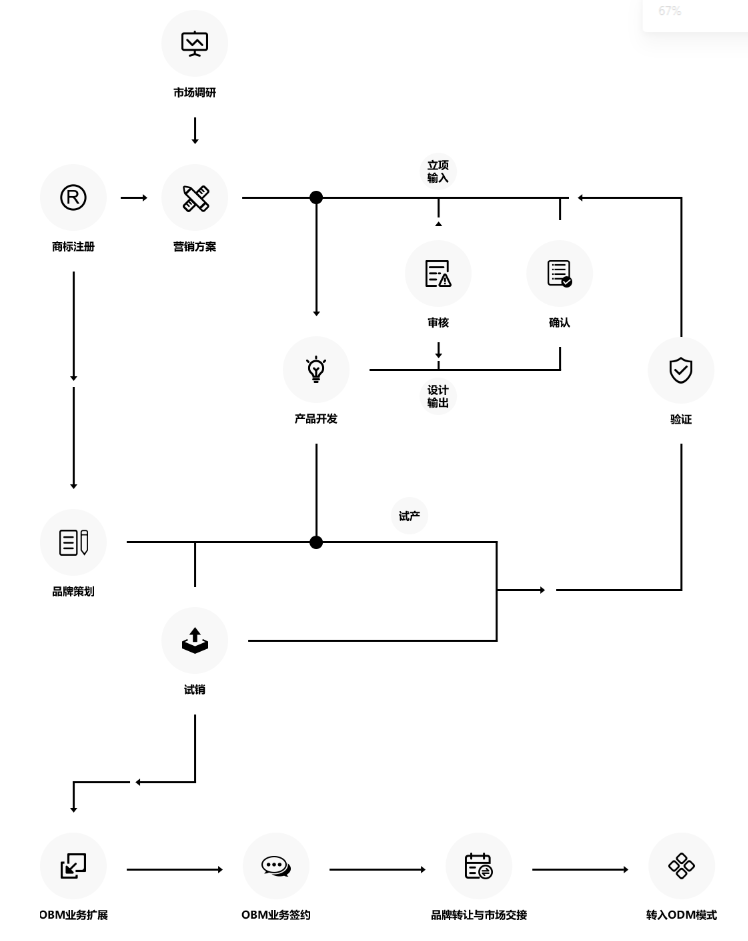 67%
市场调研
立项
输入
商标注册
营销方案
审核
确认
设计
输出
产品开发
验证
试产
品牌策划
试销
OBM业务扩展
OBM业务签约
品牌转让与市场交接
转入ODM模式